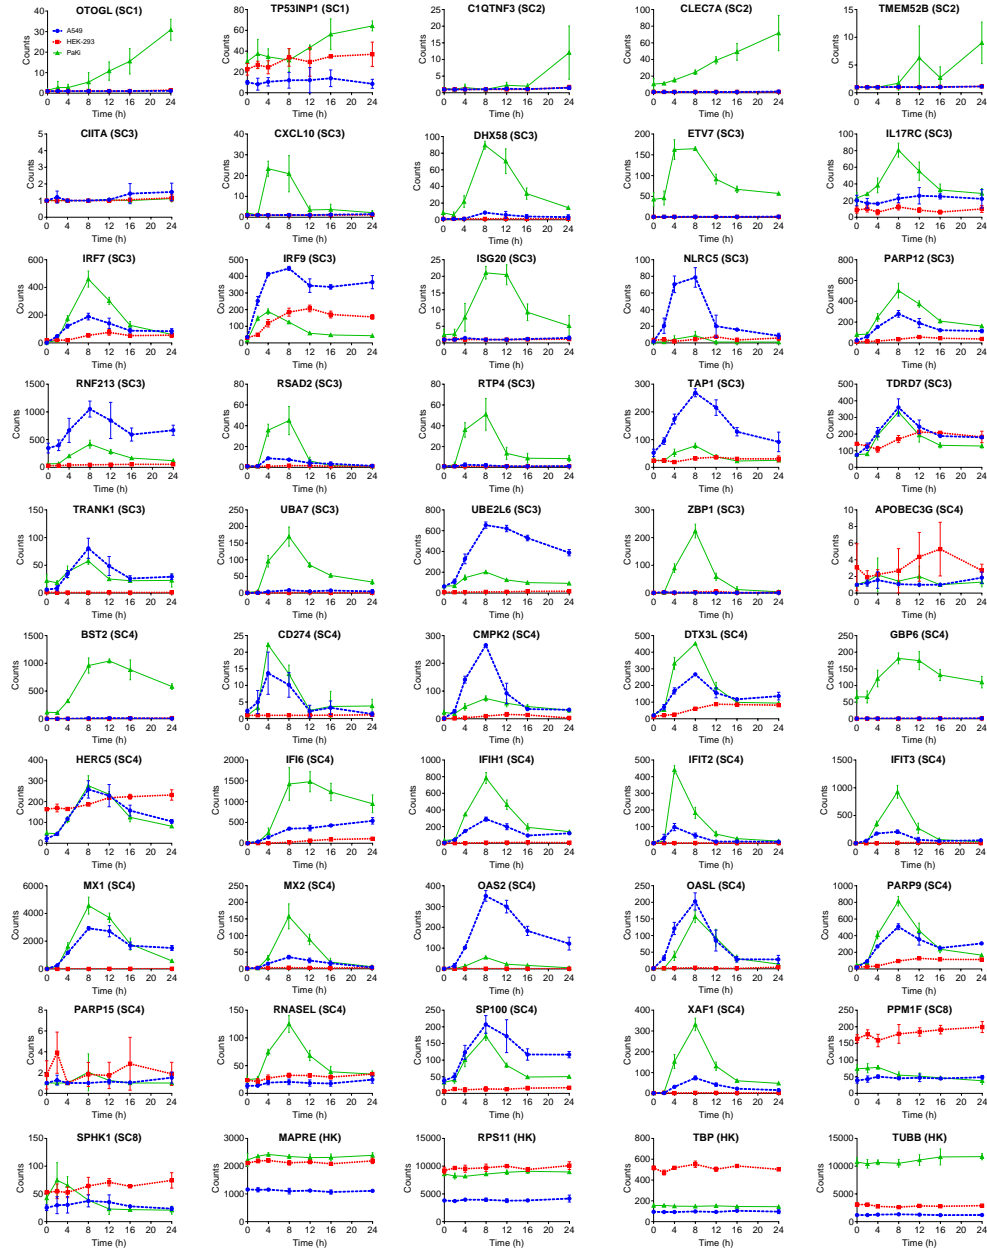 OTOGL (SC1)
TP53INP1 (SC1)
C1QTNF3 (SC2)
CLEC7A (SC2)
TMEM52B (SC2)
A549
HEK-293
PaKi
Counts
Time (h)
CIITA (SC3)
CXCL10 (SC3)
DHX58 (SC3)
ETV7 (SC3)
IL17RC (SC3)
IRF7 (SC3)
IRF9 (SC3)
ISG20 (SC3)
NLRC5 (SC3)
PARP12 (SC3)
RNF213 (SC3)
RSAD2 (SC3)
RTP4 (SC3)
TAP1 (SC3)
TDRD7 (SC3)
TRANK1 (SC3)
UBA7 (SC3)
UBE2L6 (SC3)
ZBP1 (SC3)
APOBEC3G (SC4)
BST2 (SC4)
CD274 (SC4)
CMPK2 (SC4)
DTX3L (SC4)
GBP6 (SC4)
HERC5 (SC4)
IFI6 (SC4)
IFIH1 (SC4)
IFIT2 (SC4)
IFIT3 (SC4)
MX1 (SC4)
MX2 (SC4)
OAS2 (SC4)
OASL (SC4)
PARP9 (SC4)
PARP15 (SC4)
RNASEL (SC4)
SP100 (SC4)
XAF1 (SC4)
PPM1F (SC8)
SPHK1 (SC8)
MAPRE (HK)
RPS11 (HK)
TBP (HK)
TUBB (HK)
0 4 8 12 16 20 24
Time (h)